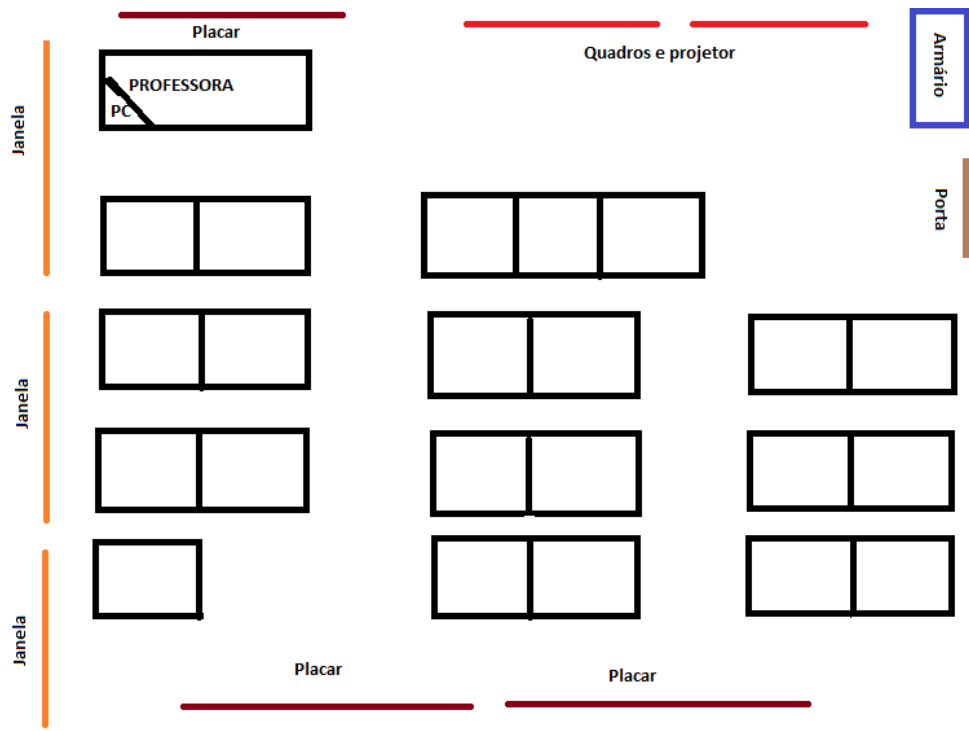 Placar
Quadros e projetor
Armário
PROFESSORA
PC
Janela
Porta
Janela
Janela
Placar
Placar